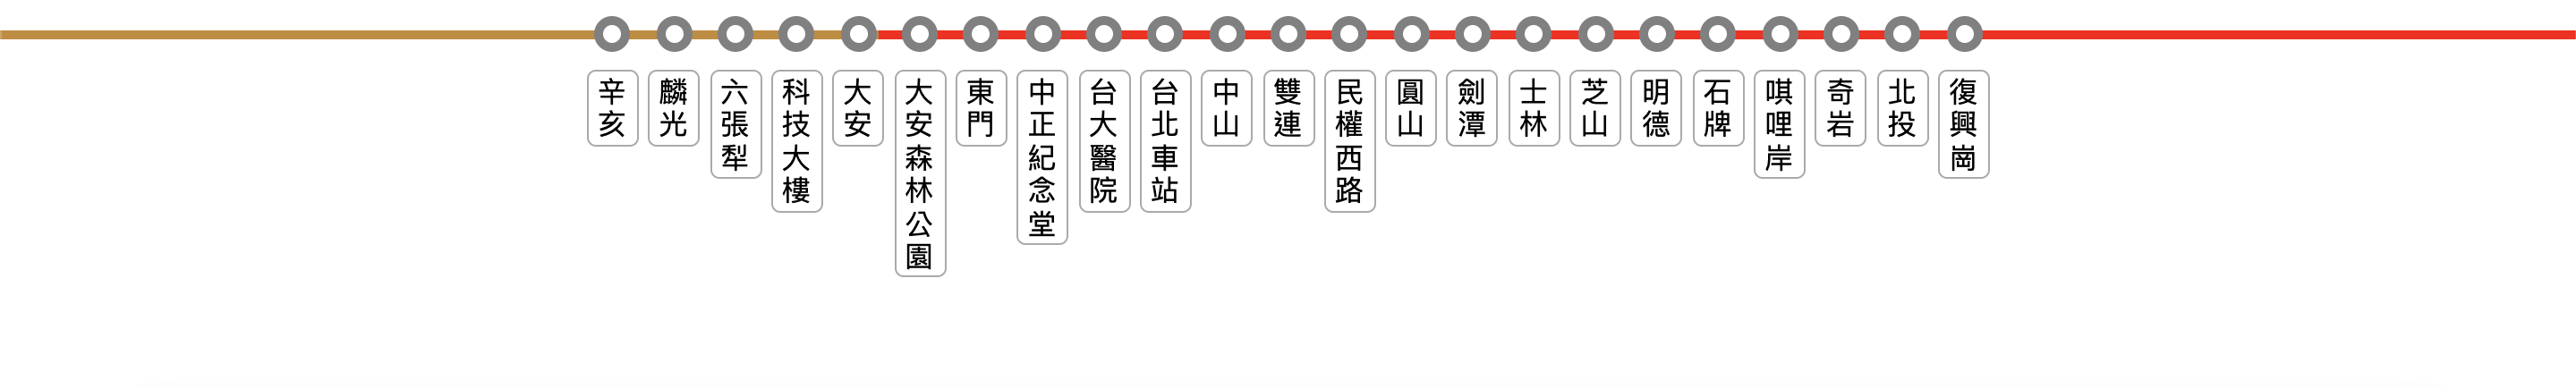 辛亥
麟光
六張犁
科技大樓
大安
大安森林公園
東門
中正紀念堂
台大醫院
台北車站
中山
雙連
民權西路
圓山
劍潭
士林
芝山
明德
石牌
唭哩岸
奇岩
北投
復興崗